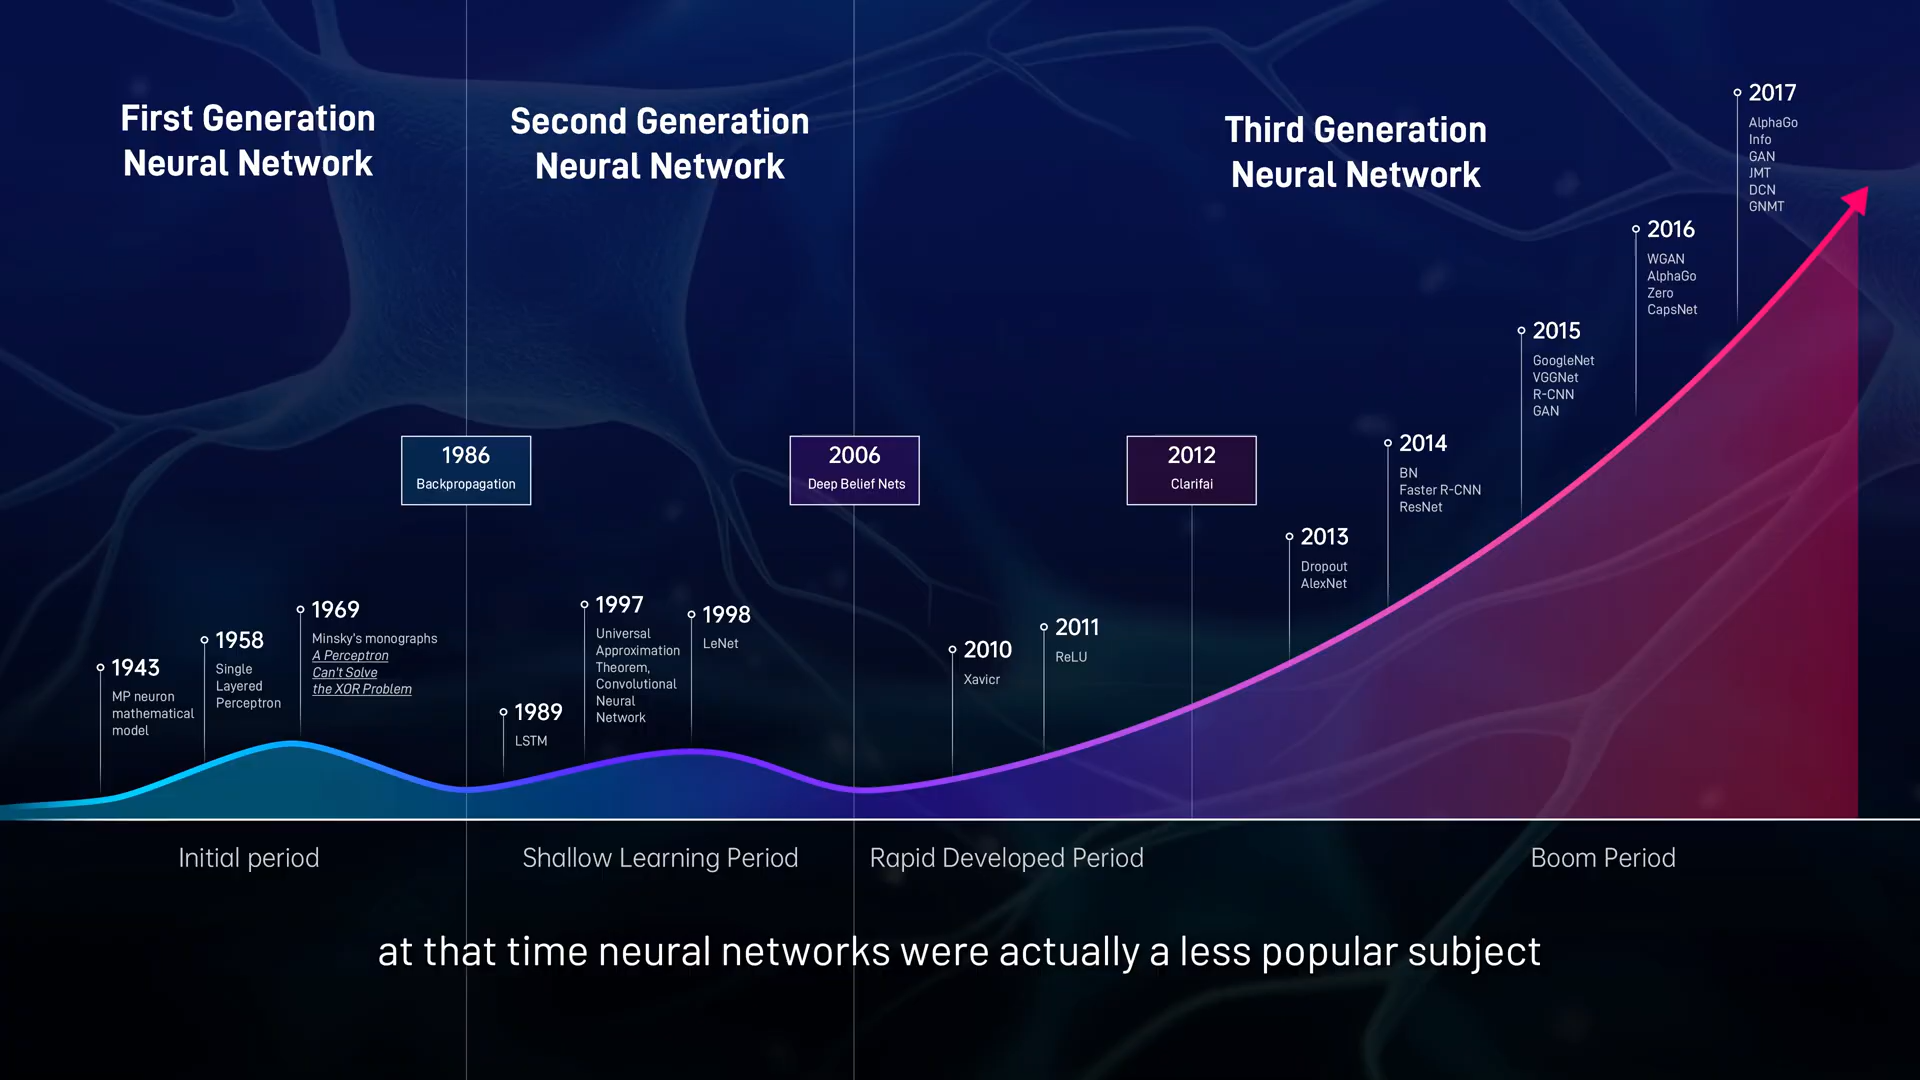 First Generation
Neural Network
Second Generation
Neural Network
Third Generation
Neural Network
1943
MP neuron
mathematical
model
1958
Single
Layered
Perceptron
1969
Minsky's monographs
A Perceptron
Can't Solve
the XOR Problem
1986
Backpropagation
1989
LSTM
1997
Universal
Approximation
Theorem,
Convolutional
Neural
Network
1998
LeNet
2006
Deep Belief Nets
2010
Xavicr
2011
ReLU
2012
Clarifai
2013
Dropout
AlexNet
2014
BN
Faster R-CNN
ResNet
2015
GoogleNet
VGGNet
R-CNN
GAN
2016
WGAN
AlphaGo
Zero
CapsNet
2017
AlphaGo
Info
GAN
JMT
DCN
GNMT
Initial period
Shallow Learning Period
Rapid Developed Period
Boom Period
at that time neural networks were actually a less popular subject